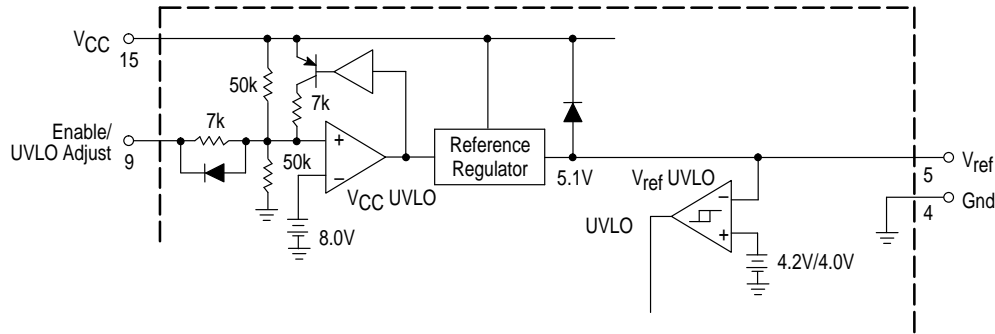 VCC
15
50k
7k
7k
Enable/
UVLO Adjust
9
50k
VCC UVLO
8.0V
Reference
Regulator
5.1V
Vref UVLO
UVLO
4.2V/4.0V
Vref
5
Gnd
4